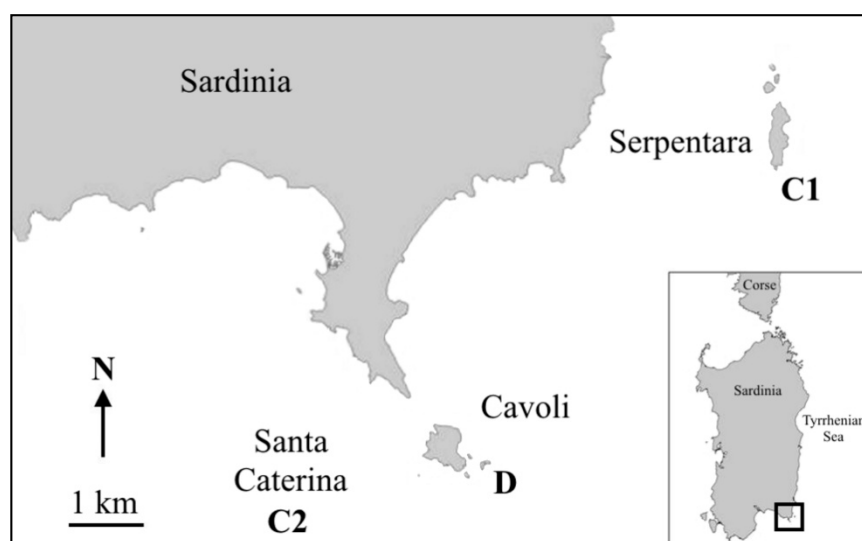 Sardinia
Serpentara
C1
Corse
Sardinia
Tyrrhenian
Sea
N
Cavoli
Santa
Caterina
C2
D
1 km